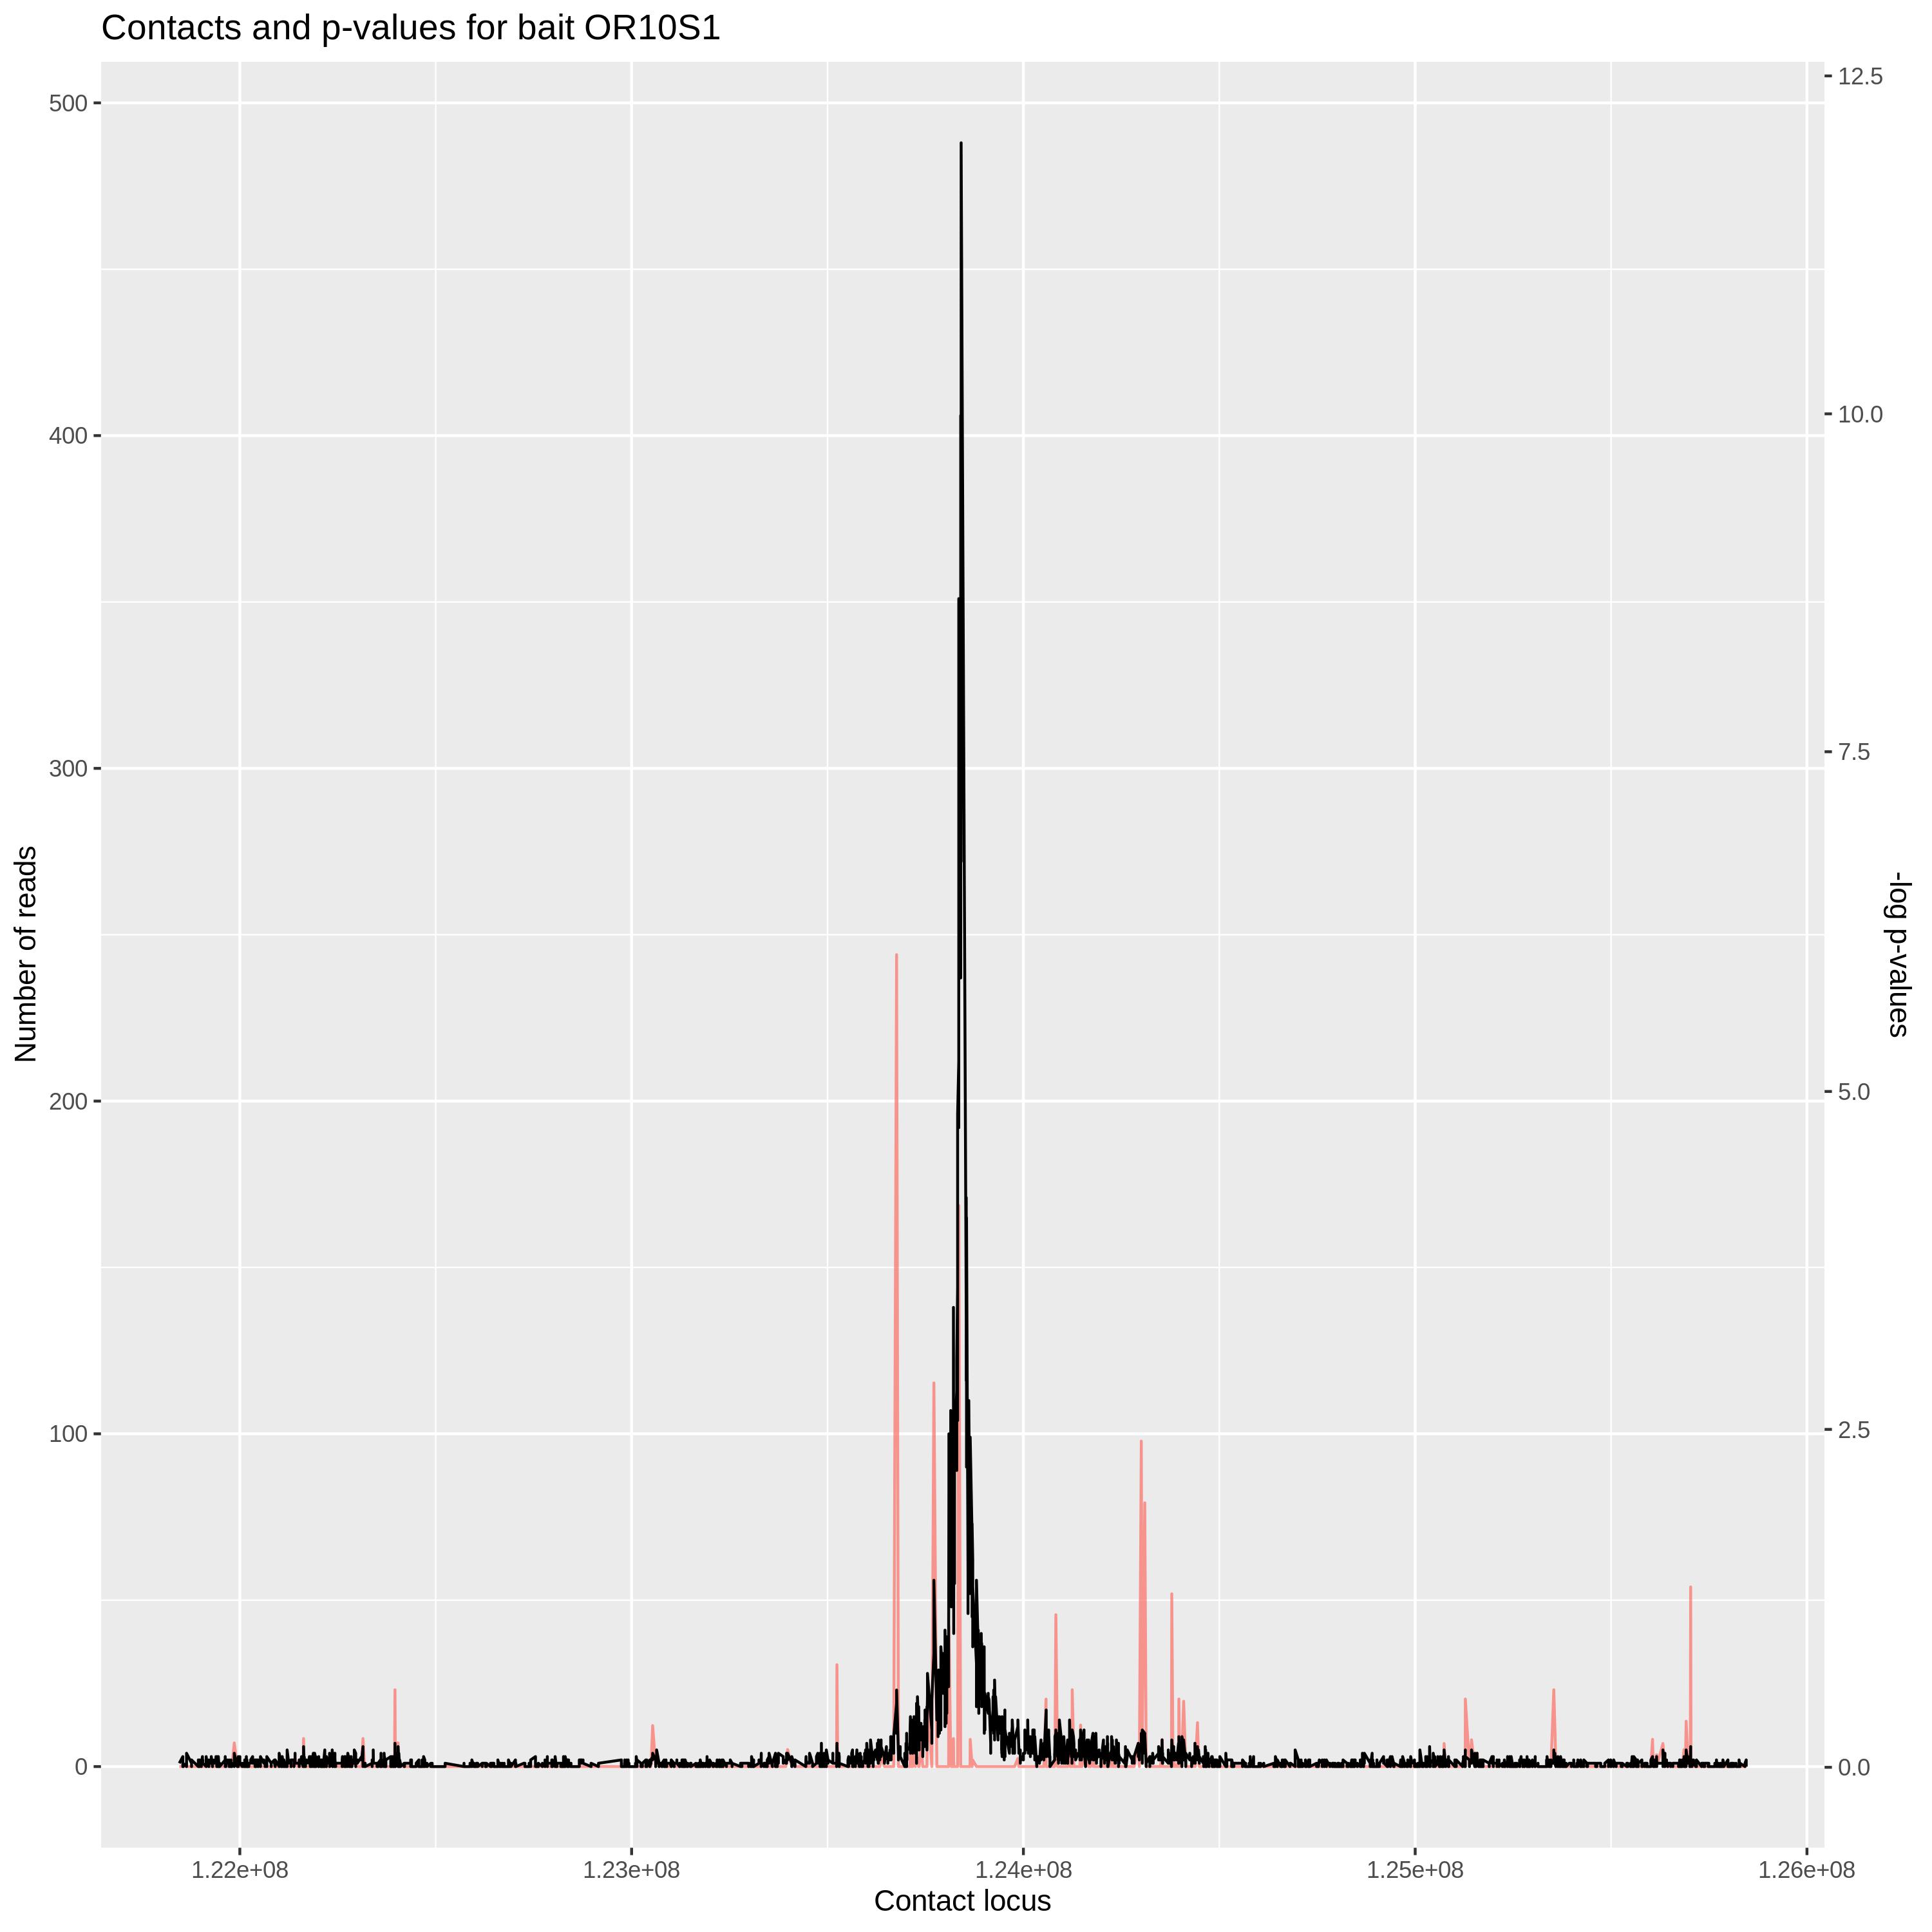 Contacts and p-values for bait OR10S1
500
400
300
200
100
0
Number of reads
12.5
10.0
7.5
5.0
2.5
0.0
-log p-values
1.22e+08
1.23e+08
1.24e+08
1.25e+08
1.26e+08
Contact locus